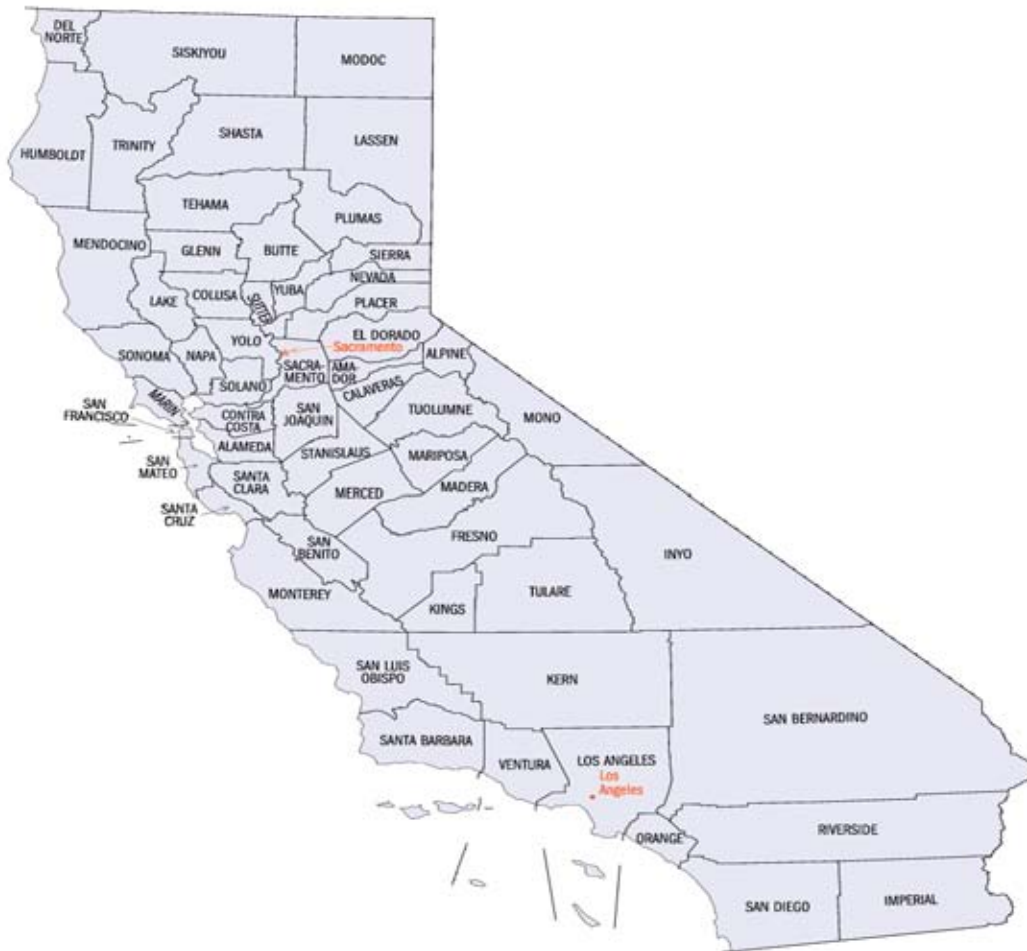 DEL
NORTE
SISKIYOU
MODOC
HUMBOLDT
TRINITY
SHASTA
LASSEN
TEHAMA
PLUMAS
MENDOCINO
GLENN
BUTTE
SIERRA
NEVADA
YUBA
LAKE
COLUSA
SUTTER
PLACER
YOLO
EL DORADO
Sacramento
SONOMA
NAPA
SACRA-
MENTO
AMA-
DOR
ALPINE
SOLANO
CALAVERAS
MARIN
SAN
FRANCISCO
CONTRA
COSTA
SAN
JOAQUIN
TUOLUMNE
MONO
ALAMEDA
STANISLAUS
MARIPOSA
SAN
MATEO
SANTA
CLARA
MERCED
MADERA
SANTA
CRUZ
SAN
BENITO
FRESNO
INYO
MONTEREY
KINGS
TULARE
SAN LUIS
OBISPO
KERN
SAN BERNARDINO
SANTA BARBARA
VENTURA
LOS ANGELES
Los
Angeles
ORANGE
RIVERSIDE
SAN DIEGO
IMPERIAL